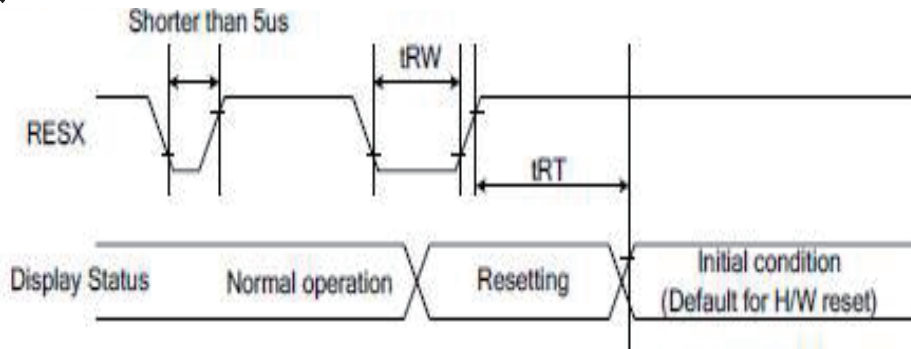 Shorter than 5us
tRW
RESX
tRT
Display Status
Normal operation
Resetting
Initial condition
(Default for H/W reset)